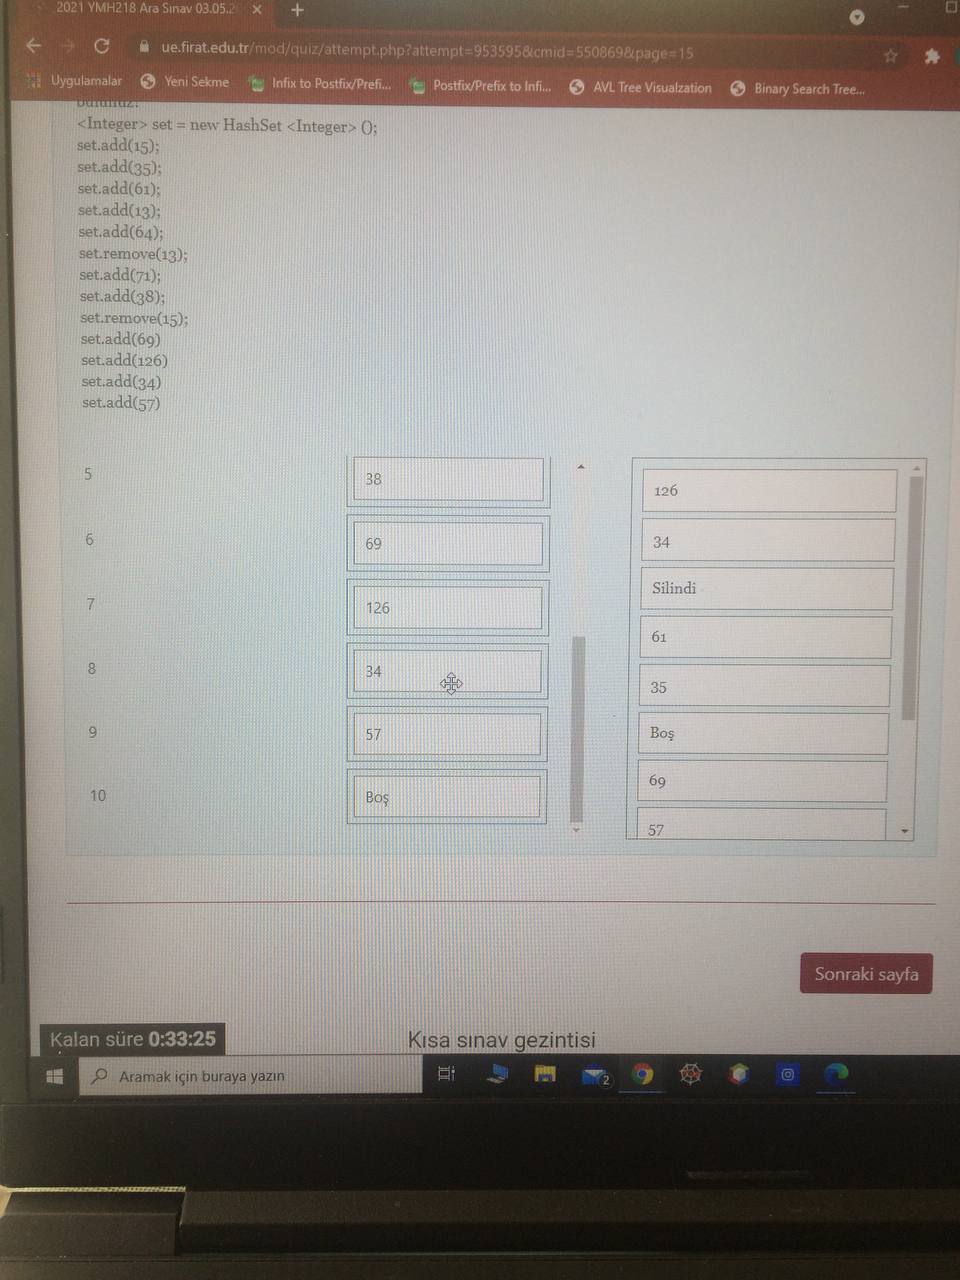 2021 YMH218 Ara Sınav 03.05.2
ue.firat.edu.tr/mod/quiz/attempt.php?attempt=953595&cmid=550869&page=15
Uygulamalar
Yeni Sekme
Infix to Postfix/Prefi...
Postfix/Prefix to Infi...
AVL Tree Visualzation
Binary Search Tree...
bulunuz.
<Integer> set = new HashSet <Integer> ();
set.add(15);
set.add(35);
set.add(61);
set.add(13);
set.add(64);
set.remove(13);
set.add(71);
set.add(38);
set.remove(15);
set.add(69)
set.add(126)
set.add(34)
set.add(57)
5
38
6
69
7
126
8
34
9
57
10
Boş
126
34
Silindi
61
35
Boş
69
57
Sonraki sayfa
Kalan süre 0:33:25
Kısa sınav gezintisi
Aramak için buraya yazın
2